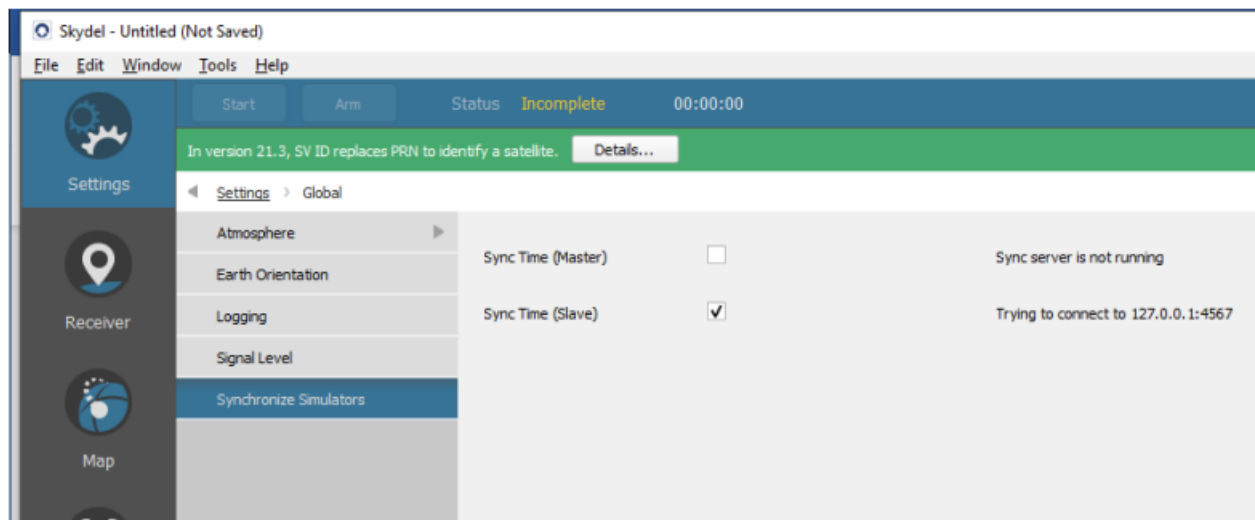 Skydel - Untitled (Not Saved)
File Edit Window Tools Help
Start Arm Status Incomplete 00:00:00
In version 21.3, SV ID replaces PRN to identify a satellite. Details...
Settings
Settings Global
Atmosphere
Sync Time (Master) Sync server is not running
Earth Orientation
Receiver
Logging
Sync Time (Slave) Trying to connect to 127.0.0.1:4567
Signal Level
Synchronize Simulators
Map